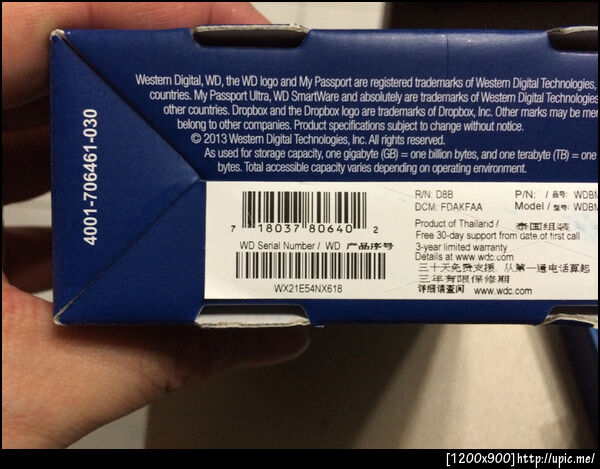 Western Digital, WD, the WD logo and My Passport are registered trademarks of Western Digital Technologies,
countries. My Passport Ultra, WD SmartWare and absolutely are trademarks of Western Digital Technologies
other countries. Dropbox and the Dropbox logo are trademarks of Dropbox, Inc. Other marks may be
belong to other companies. Product specifications subject to change without notice.
© 2013 Western Digital Technologies, Inc. All rights reserved.
As used for storage capacity, one gigabyte (GB) = one billion bytes, and one terabyte (TB) = one
bytes. Total accessible capacity varies depending on operating environment.
4001-706461-030
7 18037 80640 2
WD Serial Number / WD 产品序号
WX21E54NX618
R/N: D8B
DCM: FDAKFAA
P/N: / 品号: WDBM
Model / 型号: WDBM
Product of Thailand / 泰国组装
Free 30-day support from date of first call
3-year limited warranty
Details at www.wdc.com
三十天免费支援, 从第一通电话算起
三年有限保修期
详细请查阅 www.wdc.com
[1200x900]http://upic.me/